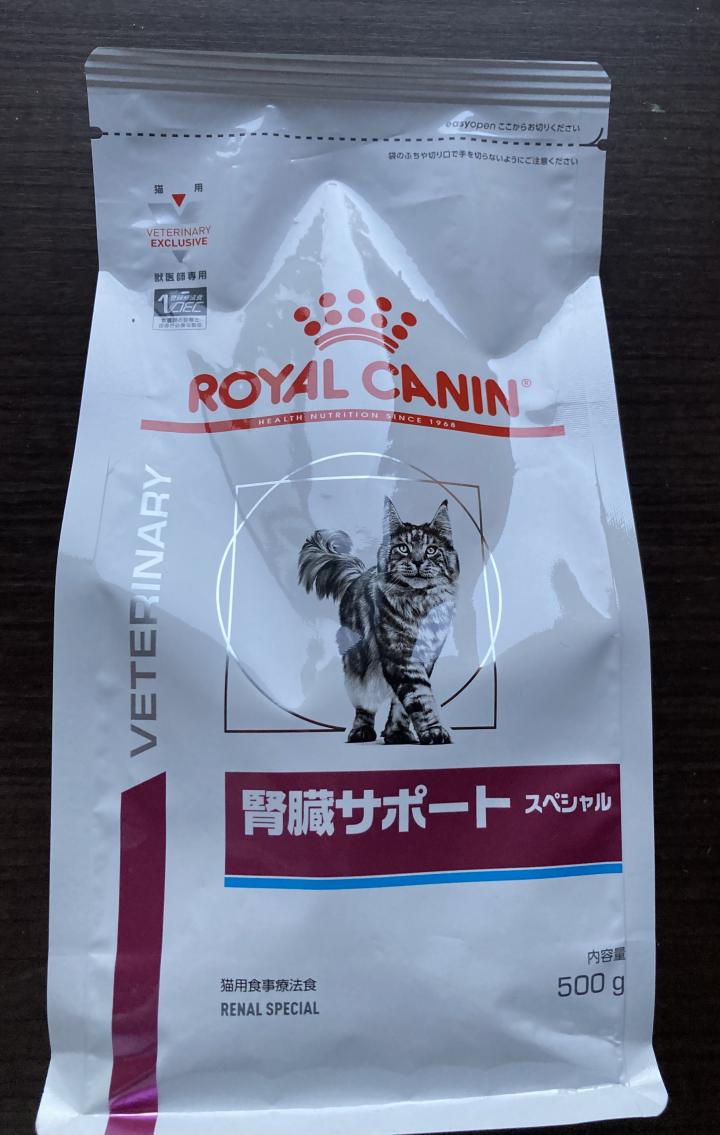 easyopen ここからお切りください
袋のふちや切り口で手を切らないようにご注意ください
猫 用
VETERINARY
EXCLUSIVE
獣医師専用
療法食
ROYAL CANIN®
HEALTH NUTRITION SINCE 1968
VETERINARY
腎臓サポート スペシャル
内容量
500 g
猫用食事療法食
RENAL SPECIAL